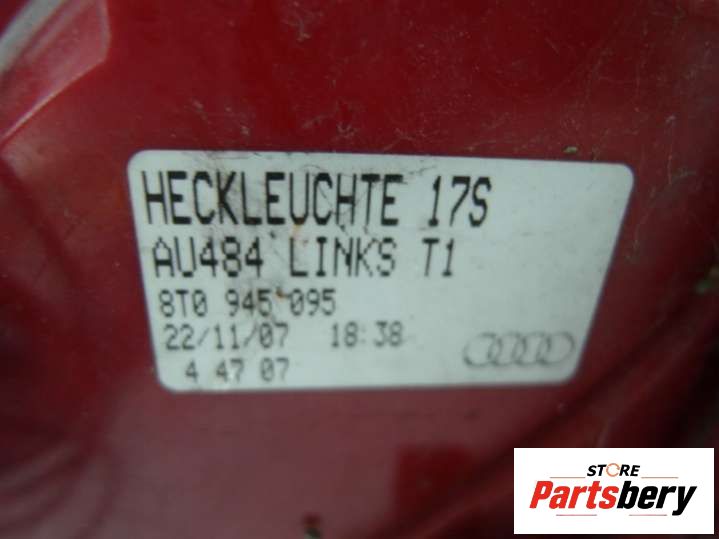 HECKLEUCHTE 17S
AU484 LINKS T1
8T0 945 095
22/11/07 18:38
4 47 07
STORE
Partsbery